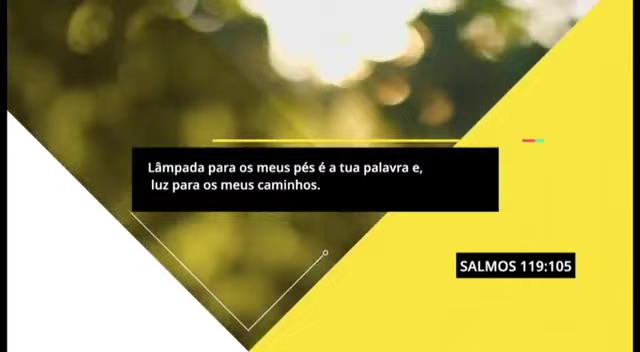 Lâmpada para os meus pés é a tua palavra e,
luz para os meus caminhos.
SALMOS 119:105